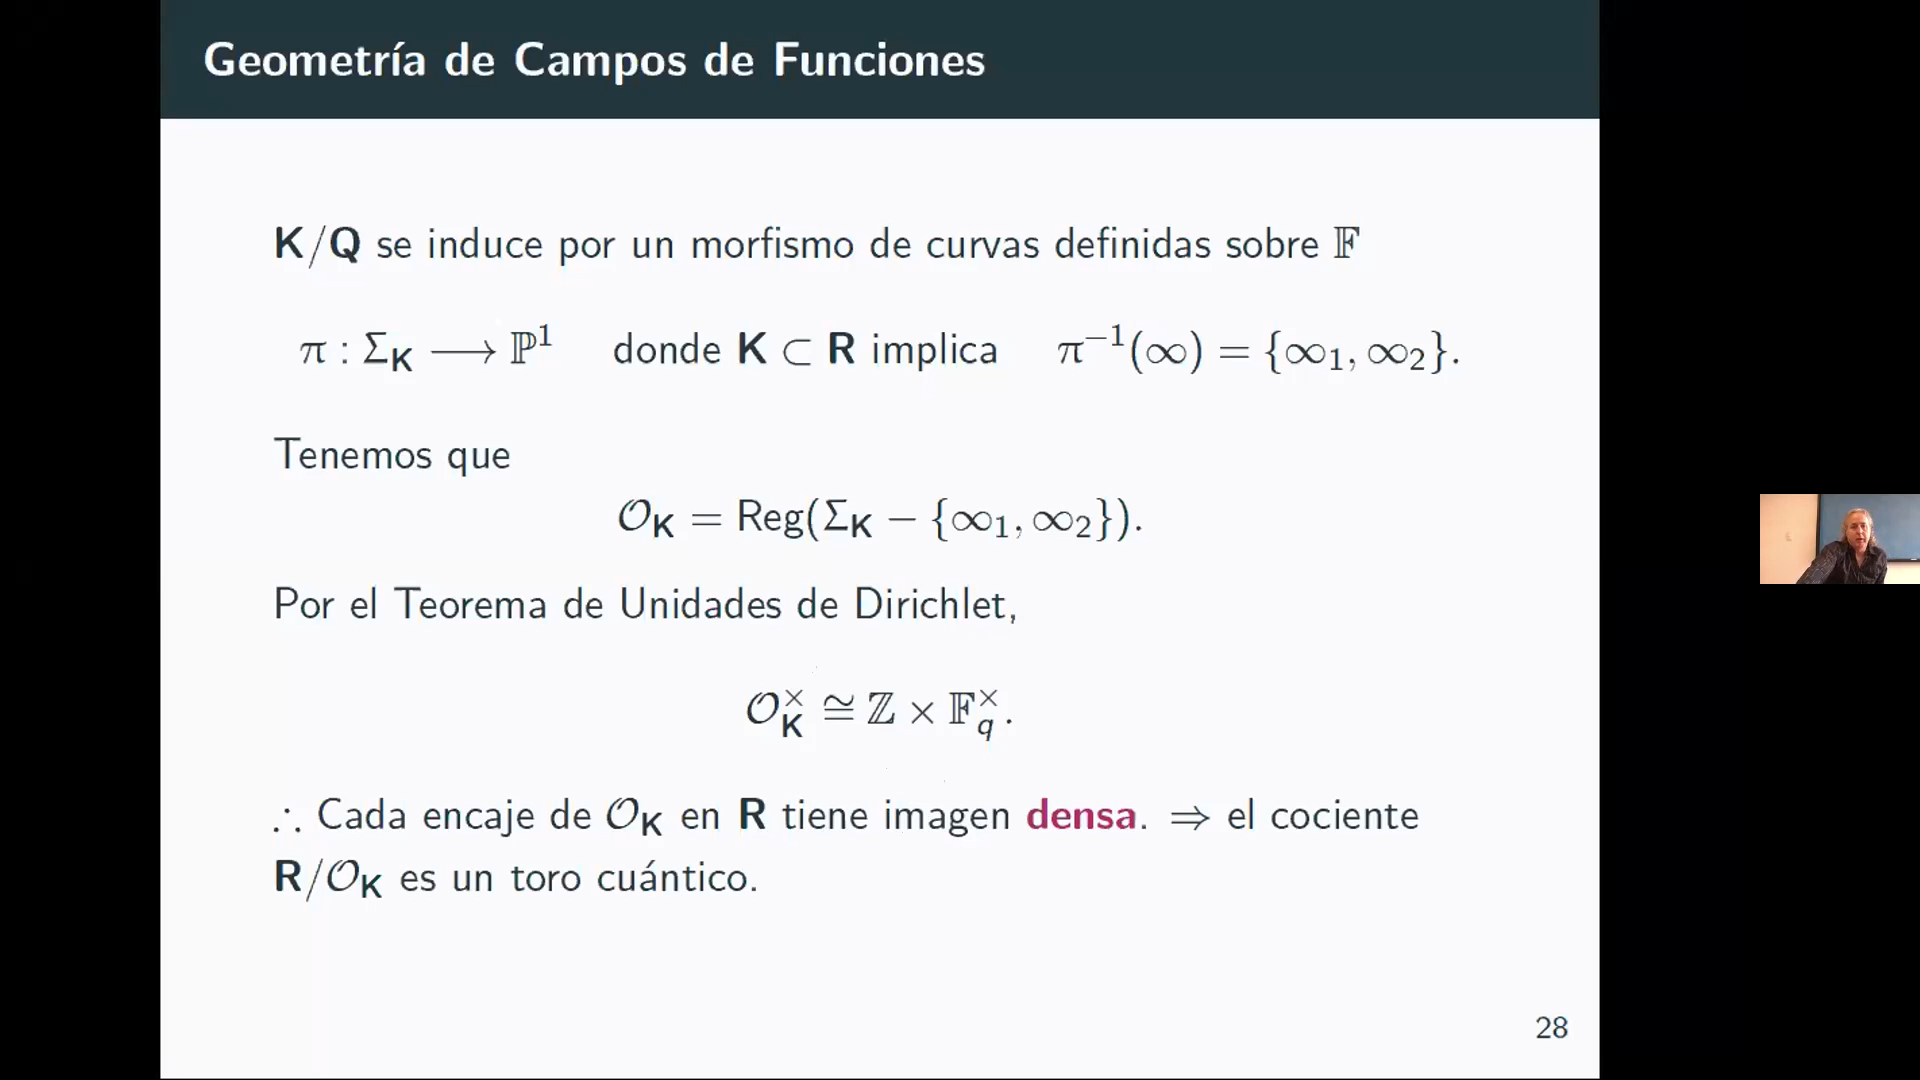 Geometría de Campos de Funciones
K/Q se induce por un morfismo de curvas definidas sobre 𝔽
π : Σ_K ⟶ ℙ¹ donde K ⊂ R implica π⁻¹(∞) = {∞₁, ∞₂}.
Tenemos que
𝒪_K = Reg(Σ_K − {∞₁, ∞₂}).
Por el Teorema de Unidades de Dirichlet,
𝒪_K^× ≅ ℤ × 𝔽_q^×.
∴ Cada encaje de 𝒪_K en R tiene imagen densa. ⇒ el cociente
R/𝒪_K es un toro cuántico.
28